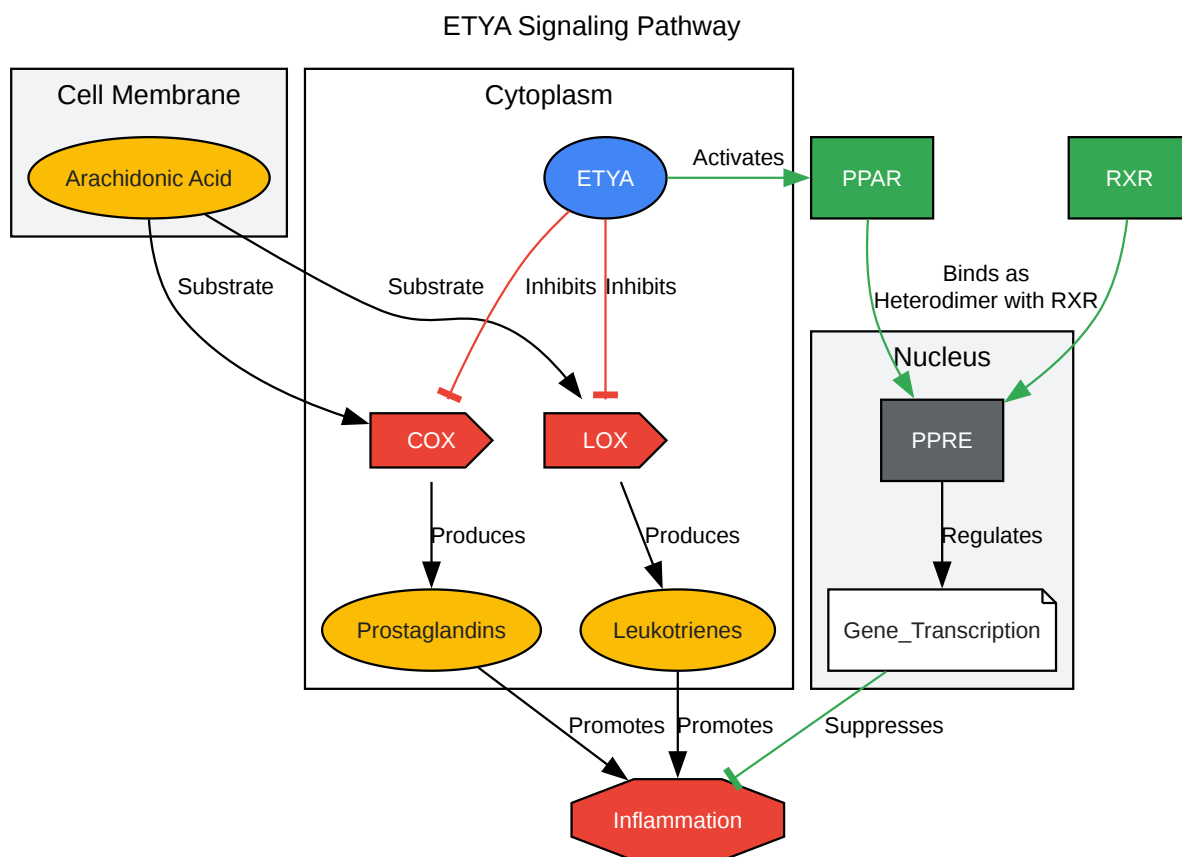 ETYA Signaling Pathway
Cell Membrane
Cytoplasm
Arachidonic Acid
ETYA
Activates
PPAR
RXR
Substrate
Substrate
Inhibits
Inhibits
Binds as
Heterodimer with RXR
Nucleus
COX
LOX
PPRE
Produces
Produces
Regulates
Prostaglandins
Leukotrienes
Gene_Transcription
Promotes
Promotes
Suppresses
Inflammation